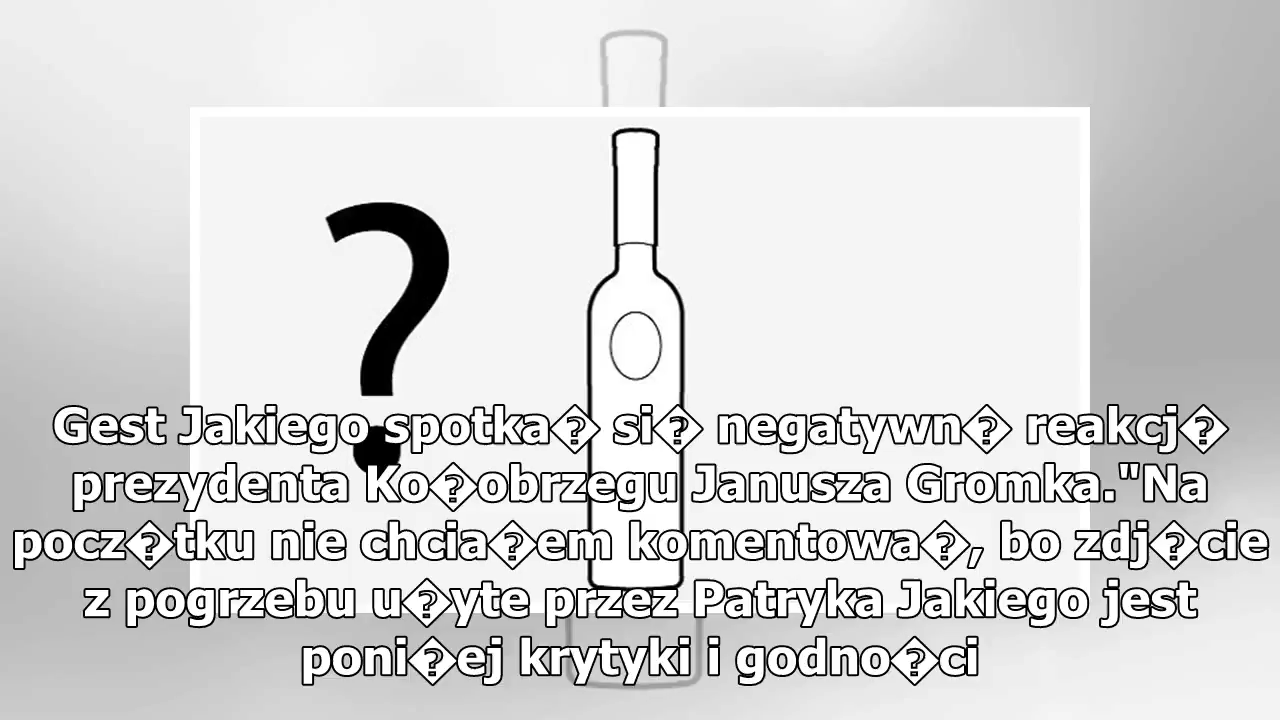 ?
Gest Jakiego spotka� si� negatywn� reakcj�
prezydenta Ko�obrzegu Janusza Gromka."Na
pocz�tku nie chcia�em komentowa�, bo zdj�cie
z pogrzebu u�yte przez Patryka Jakiego jest
poni�ej krytyki i godno�ci